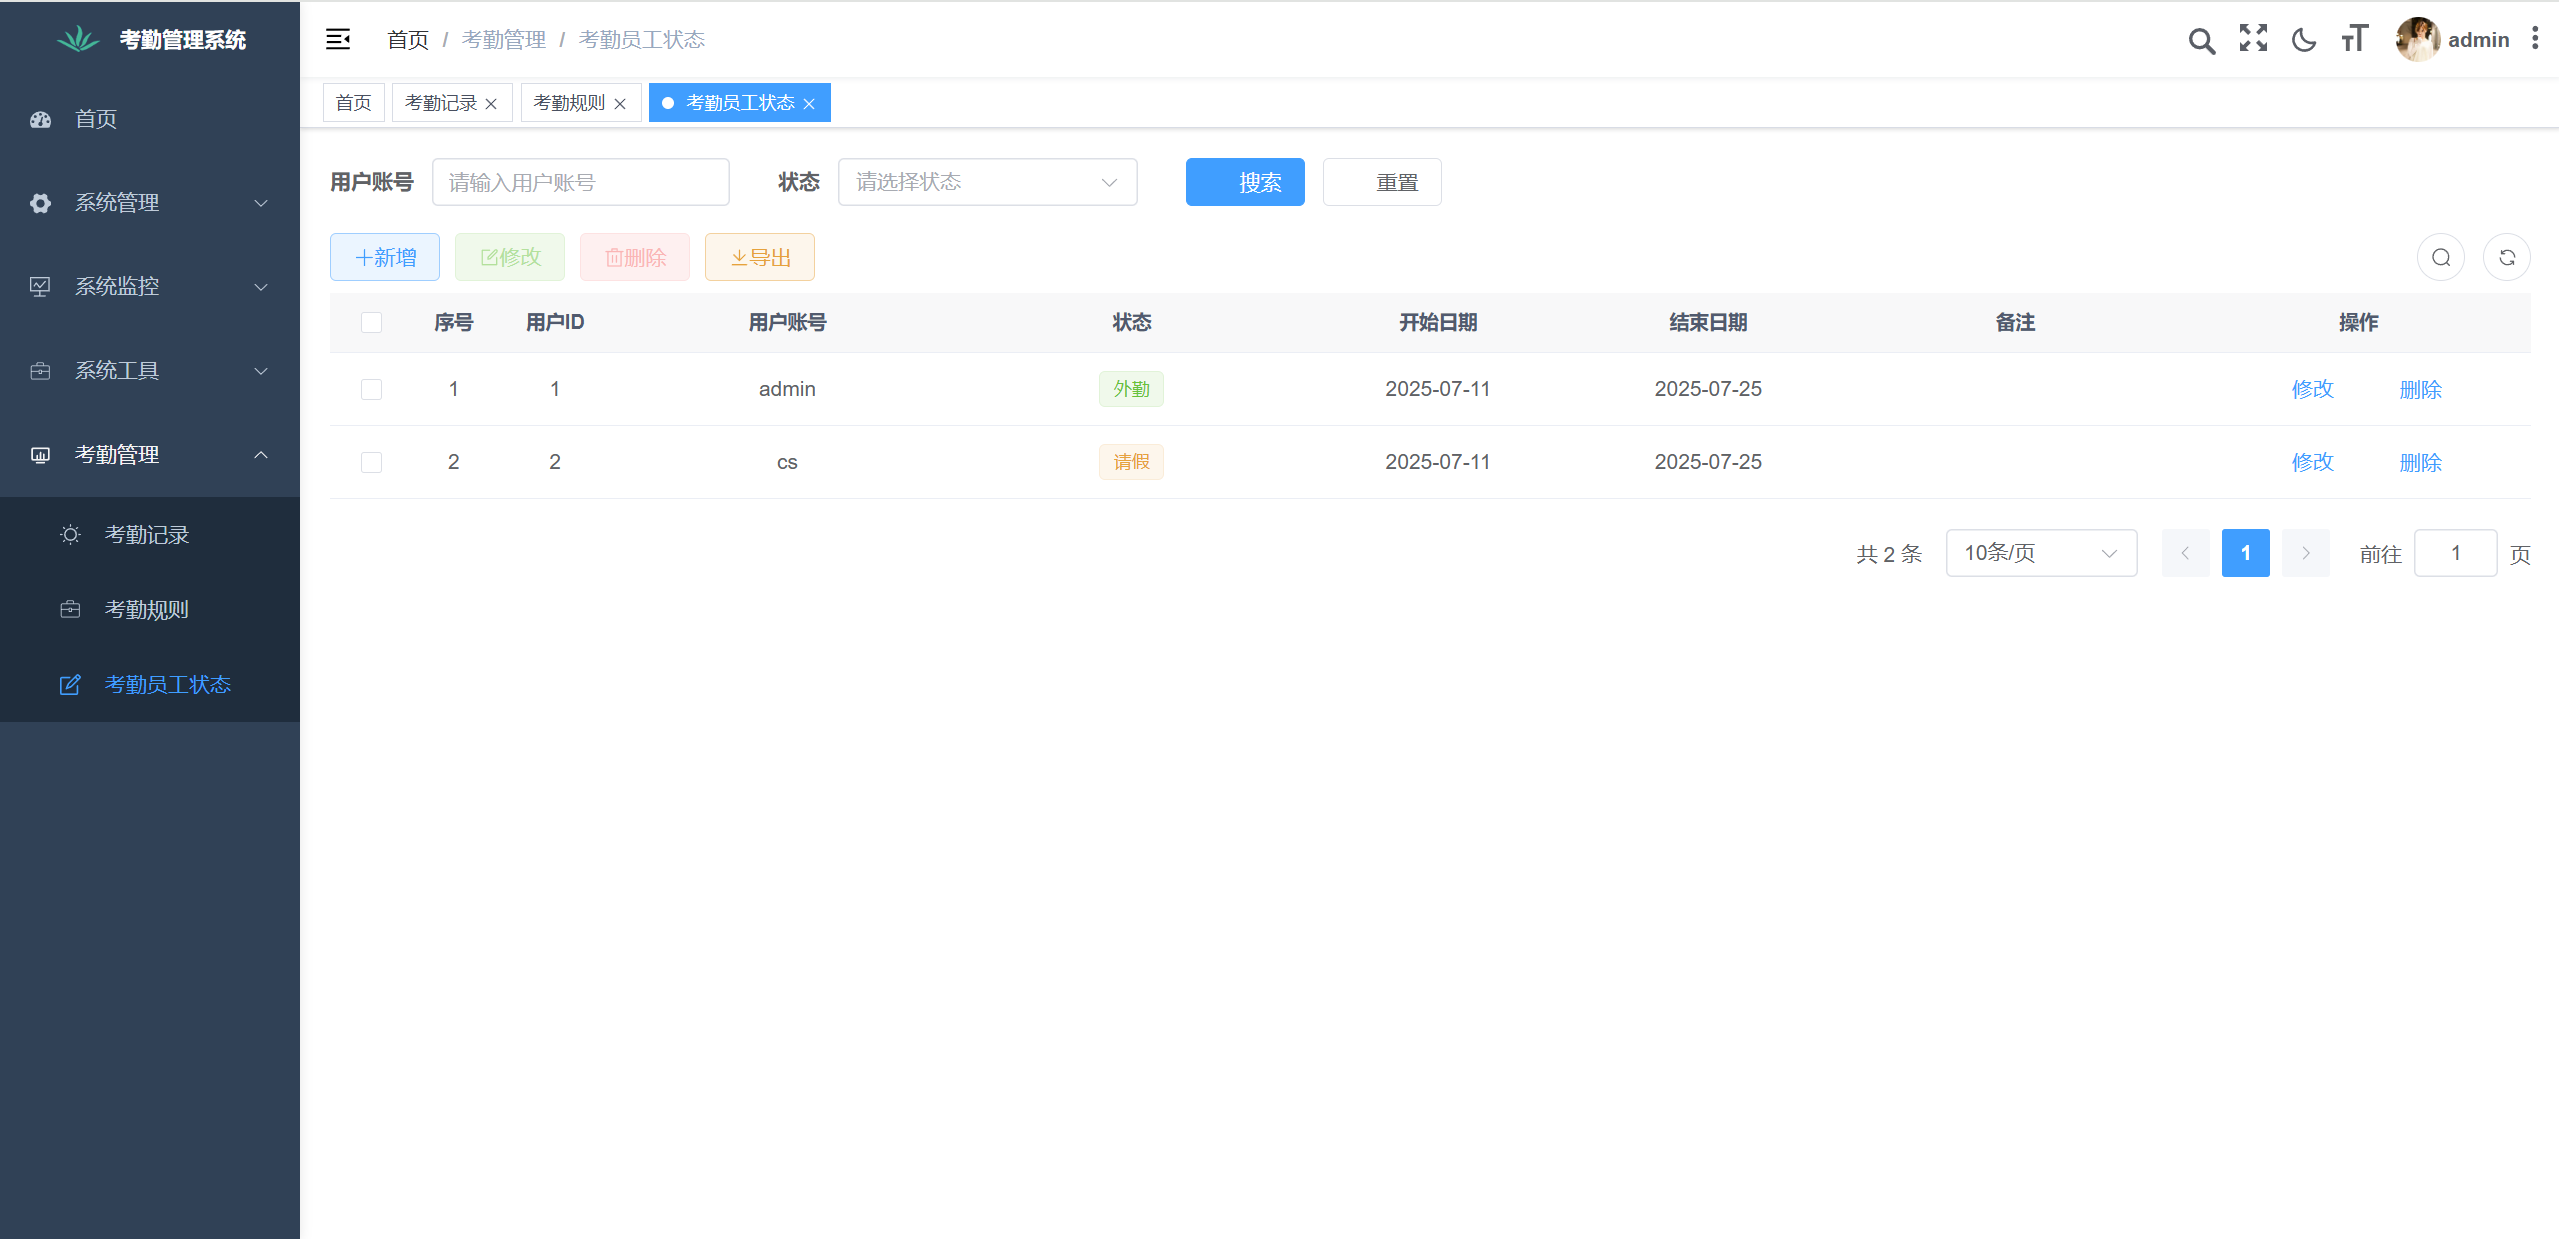 考勤管理系统
首页
系统管理
系统监控
系统工具
考勤管理
考勤记录
考勤规则
考勤员工状态
首页 / 考勤管理 / 考勤员工状态
admin
首页 考勤记录 考勤规则 考勤员工状态
用户账号 请输入用户账号 状态 请选择状态 搜索 重置
新增 修改 删除 导出
序号 用户ID 用户账号 状态 开始日期 结束日期 备注 操作
1 1 admin 外勤 2025-07-11 2025-07-25 修改 删除
2 2 cs 请假 2025-07-11 2025-07-25 修改 删除
共 2 条 10条/页 1 前往 1 页